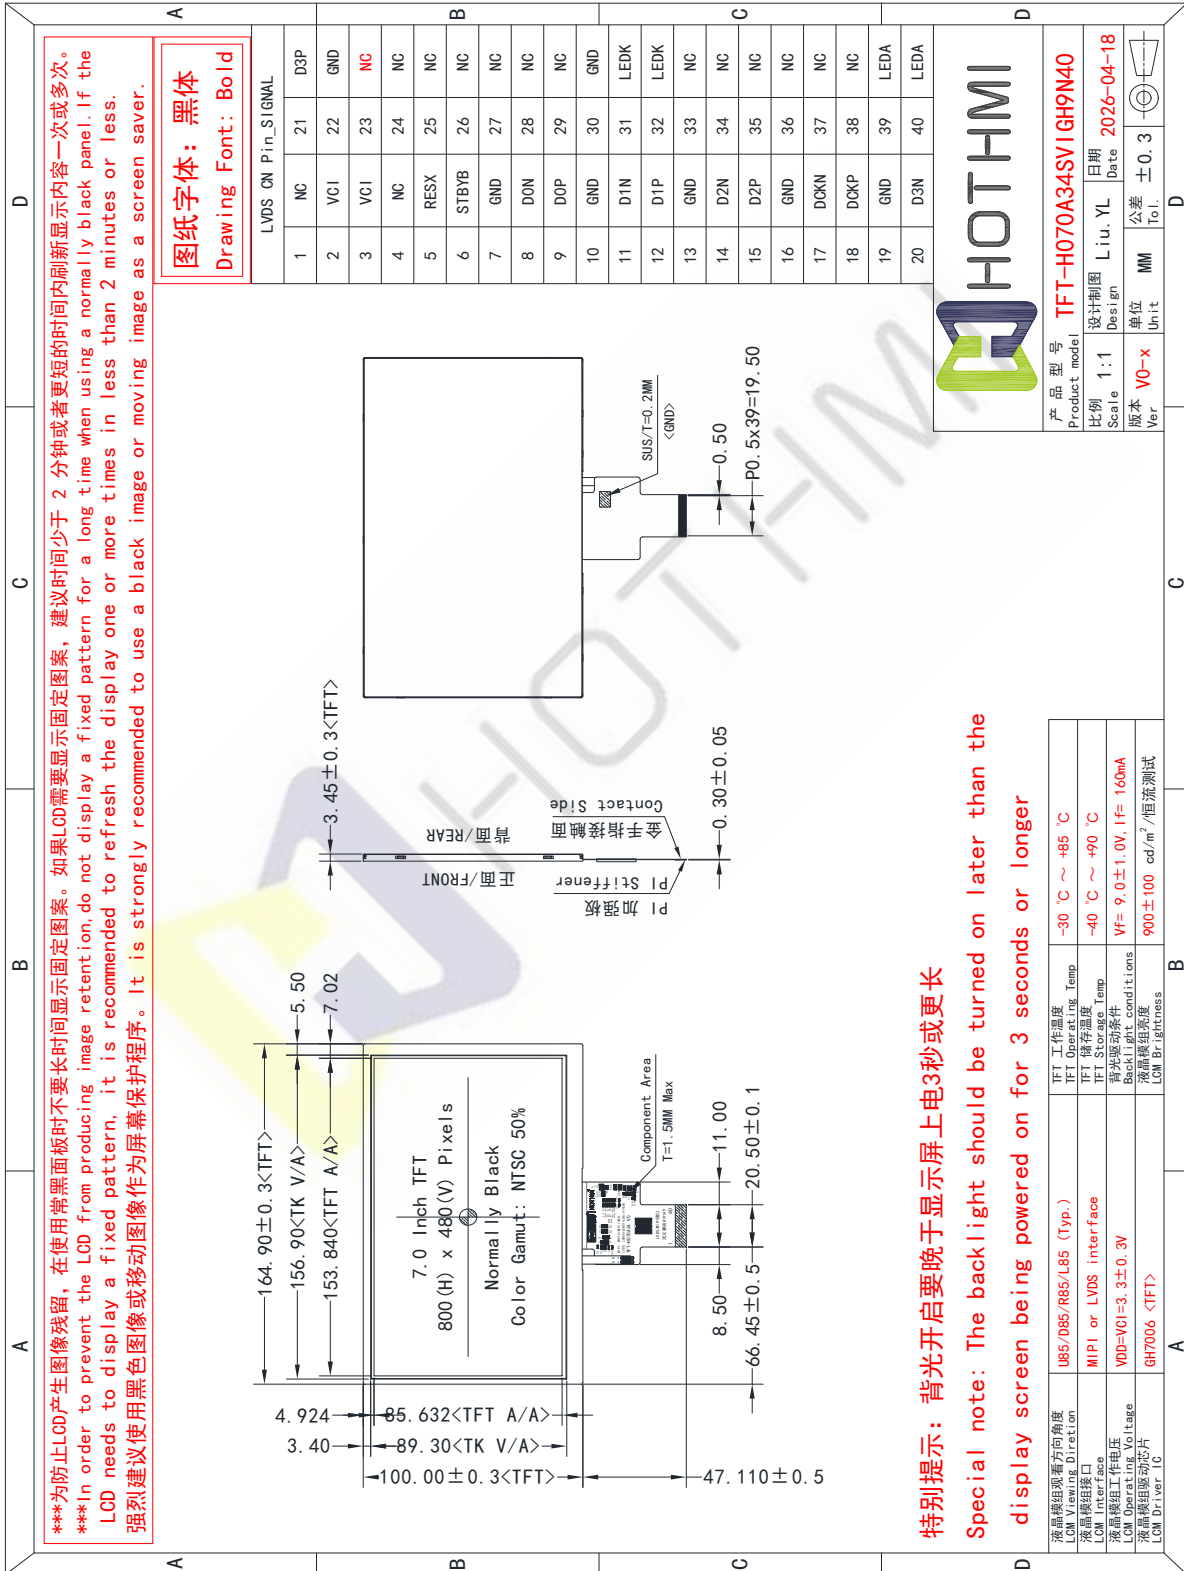 ***为防止LCD产生图像残留，在使用常黑面板时不要长时间显示固定图案。如果LCD需要显示固定图案，建议时间少于 2 分钟或者更短的时间内刷新显示内容一次或多次。
***In order to prevent the LCD from producing image retention,do not display a fixed pattern for a long time when using a normally black panel.If the
LCD needs to display a fixed pattern, it is recommended to refresh the display one or more times in less than 2 minutes or less.
强烈建议使用黑色图像或移动图像作为屏幕保护程序。It is strongly recommended to use a black image or moving image as a screen saver.
图纸字体：黑体
Drawing Font: Bold
LVDS CN Pin_SIGNAL
1 NC 21 D3P
2 VCI 22 GND
3 VCI 23 NC
4 NC 24 NC
5 RESX 25 NC
6 STBYB 26 NC
7 GND 27 NC
8 D0N 28 NC
9 D0P 29 NC
10 GND 30 GND
11 D1N 31 LEDK
12 D1P 32 LEDK
13 GND 33 NC
14 D2N 34 NC
15 D2P 35 NC
16 GND 36 NC
17 DCKN 37 NC
18 DCKP 38 NC
19 GND 39 LEDA
20 D3N 40 LEDA
164.90±0.3<TFT>
156.90<TK V/A>
5.50
153.840<TFT A/A>
7.02
4.924
3.40
85.632<TFT A/A>
89.30<TK V/A>
100.00±0.3<TFT>
47.110±0.5
7.0 Inch TFT
800(H) x 480(V) Pixels
Normally Black
Color Gamut: NTSC 50%
Component Area
T=1.5MM Max
8.50
11.00
66.45±0.5
20.50±0.1
3.45±0.3<TFT>
正面/FRONT
背面/REAR
PI 加强板
PI Stiffener
金手指接触面
Contact Side
0.30±0.05
SUS/T=0.2MM
<GND>
0.50
P0.5x39=19.50
特别提示：背光开启要晚于显示屏上电3秒或更长
Special note: The backlight should be turned on later than the
display screen being powered on for 3 seconds or longer
液晶模组观看方向角度
LCM Viewing Diretion
U85/D85/R85/L85 (Typ.)
TFT 工作温度
TFT Operating Temp
-30 °C ～ +85 °C
液晶模组接口
LCM Interface
MIPI or LVDS interface
TFT 储存温度
TFT Storage Temp
-40 °C ～ +90 °C
液晶模组工作电压
LCM Operating Voltage
VDD=VCI=3.3±0.3V
背光驱动条件
Backlight conditions
Vf= 9.0±1.0V,If= 160mA
液晶模组驱动芯片
LCM Driver IC
GH7006 <TFT>
液晶模组亮度
LCM Brightness
900±100 cd/m²/恒流测试
HOTHMI
产 品 型 号
Product model
TFT-H070A34SVIGH9N40
比例
Scale
1:1
设计制图
Design
Liu.YL
日期
Date
2026-04-18
版本
Ver
V0-x
单位
Unit
MM
公差
Tol.
±0.3
A
B
C
D
A
B
C
D
A
B
C
D
A
B
C
D
HOTHMI